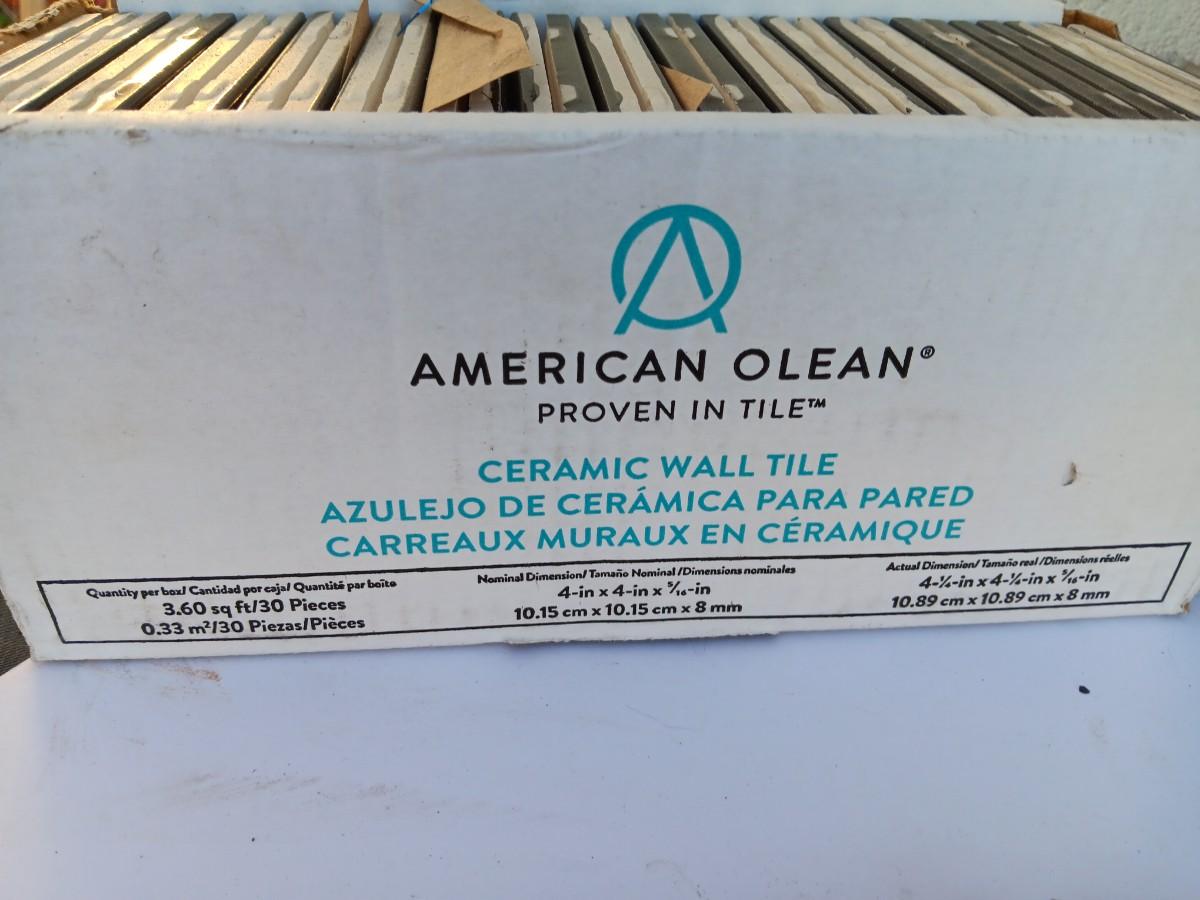 AMERICAN OLEAN®
PROVEN IN TILE™
CERAMIC WALL TILE
AZULEJO DE CERÁMICA PARA PARED
CARREAUX MURAUX EN CÉRAMIQUE
Quantity per box/ Cantidad por caja/ Quantité par boîte
3.60 sq ft/30 Pieces
0.33 m²/30 Piezas/Pièces
Nominal Dimension/ Tamaño Nominal /Dimensions nominales
4-in x 4-in x 5/16-in
10.15 cm x 10.15 cm x 8 mm
Actual Dimension/ Tamaño real /Dimensions réelles
4-1/4-in x 4-1/4-in x 5/16-in
10.89 cm x 10.89 cm x 8 mm